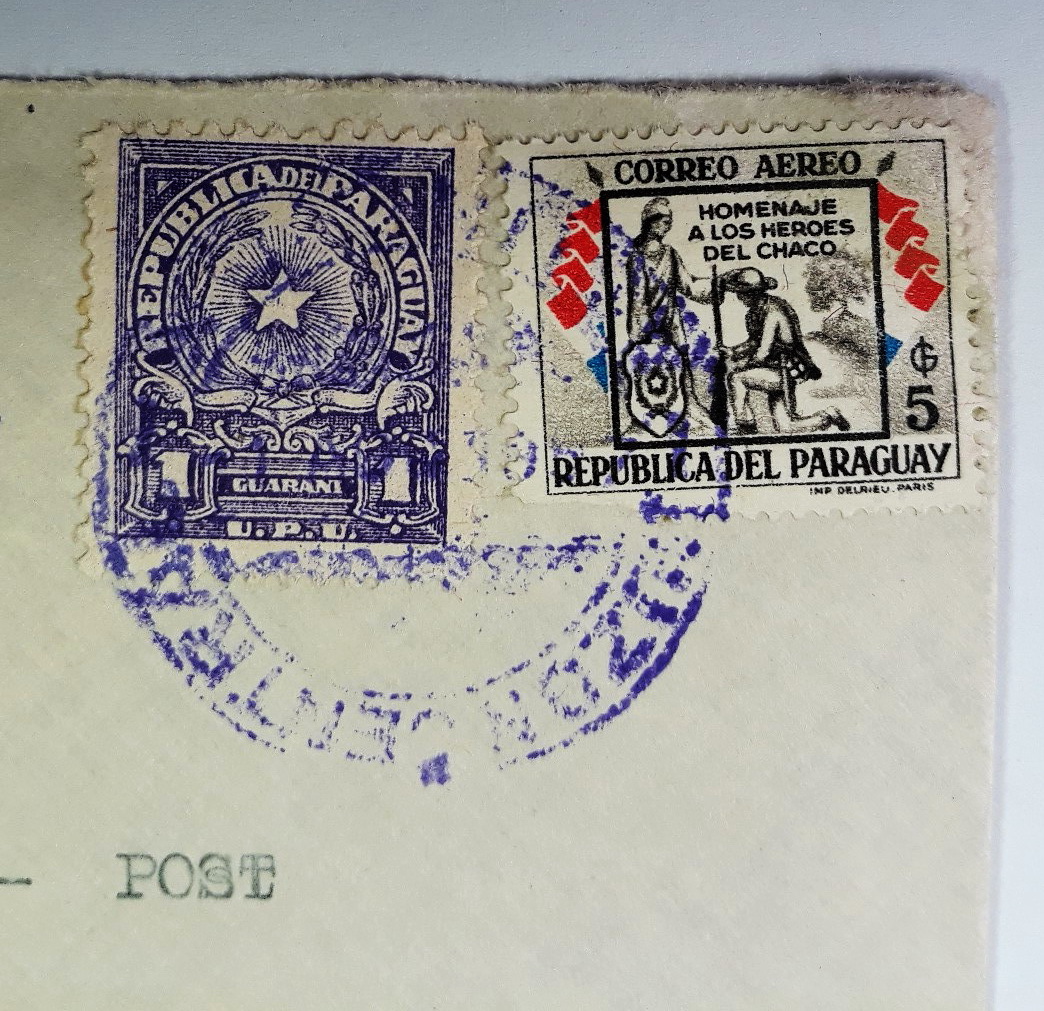 REPUBLICA DEL PARAGUAY
1 GUARANI 1
U.P.U.
CORREO AEREO
HOMENAJE
A LOS HEROES
DEL CHACO
₲
5
REPUBLICA DEL PARAGUAY
IMP. DELRIEU. PARIS
POST